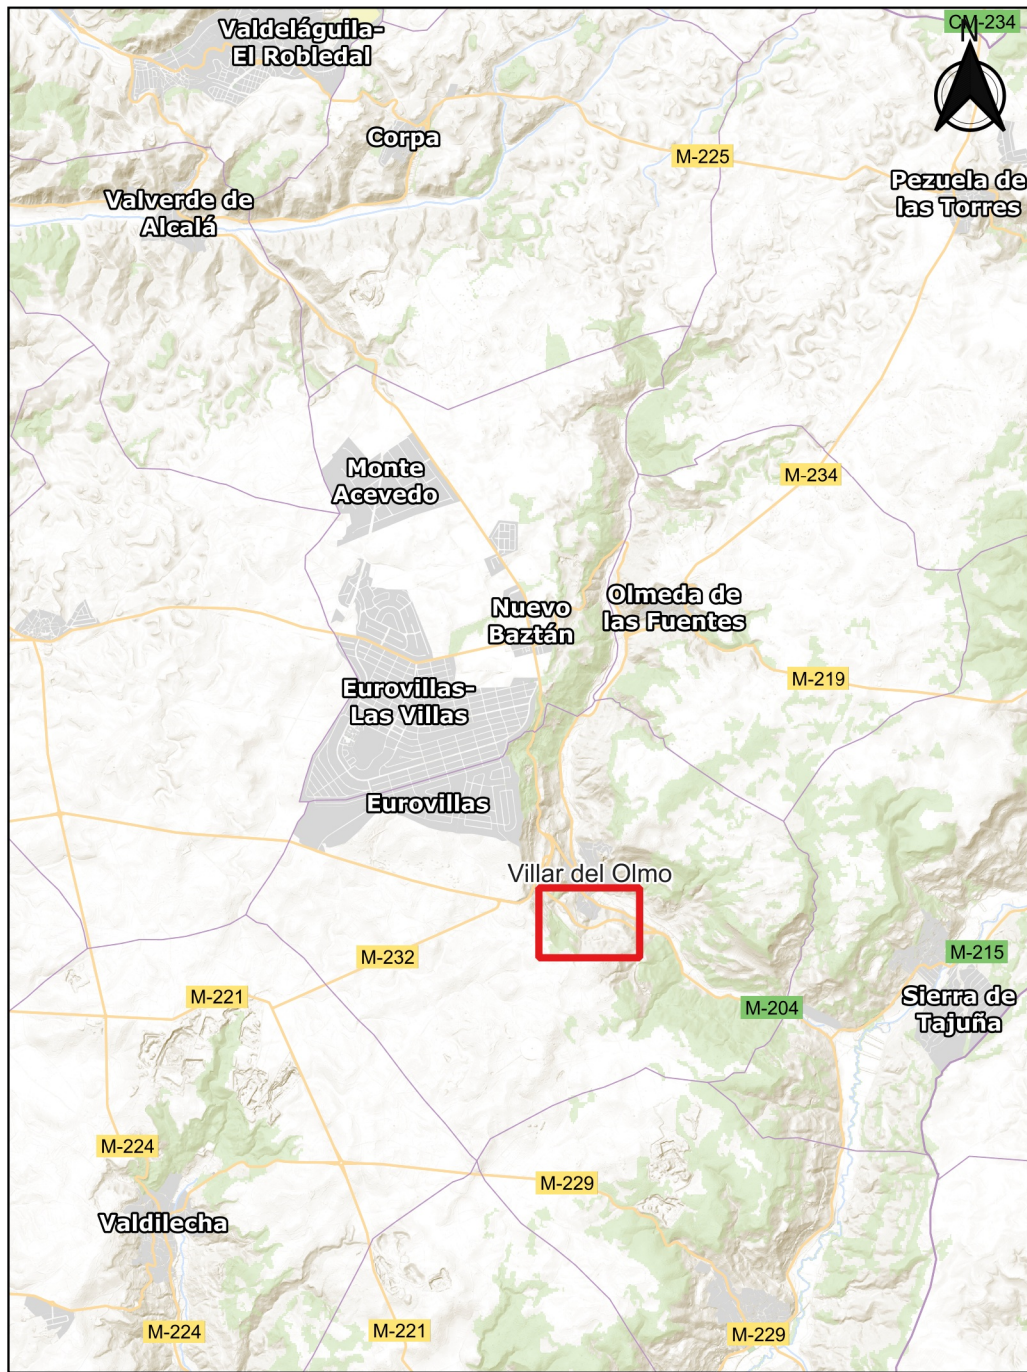 Valdeláguila-
El Robledal
CM-234
N
Corpa
M-225
Pezuela de
las Torres
Valverde de
Alcalá
Monte
Acevedo
M-234
Nuevo
Baztán
Olmeda de
las Fuentes
M-219
Eurovillas-
Las Villas
Eurovillas
Villar del Olmo
M-232
M-215
M-221
Sierra de
Tajuña
M-204
M-224
M-229
Valdilecha
M-224
M-221
M-229